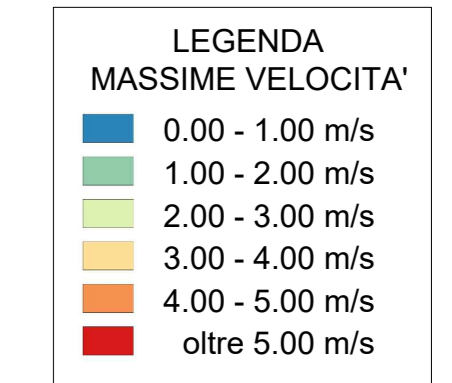 LEGENDA
MASSIME VELOCITA'
0.00 - 1.00 m/s
1.00 - 2.00 m/s
2.00 - 3.00 m/s
3.00 - 4.00 m/s
4.00 - 5.00 m/s
oltre 5.00 m/s